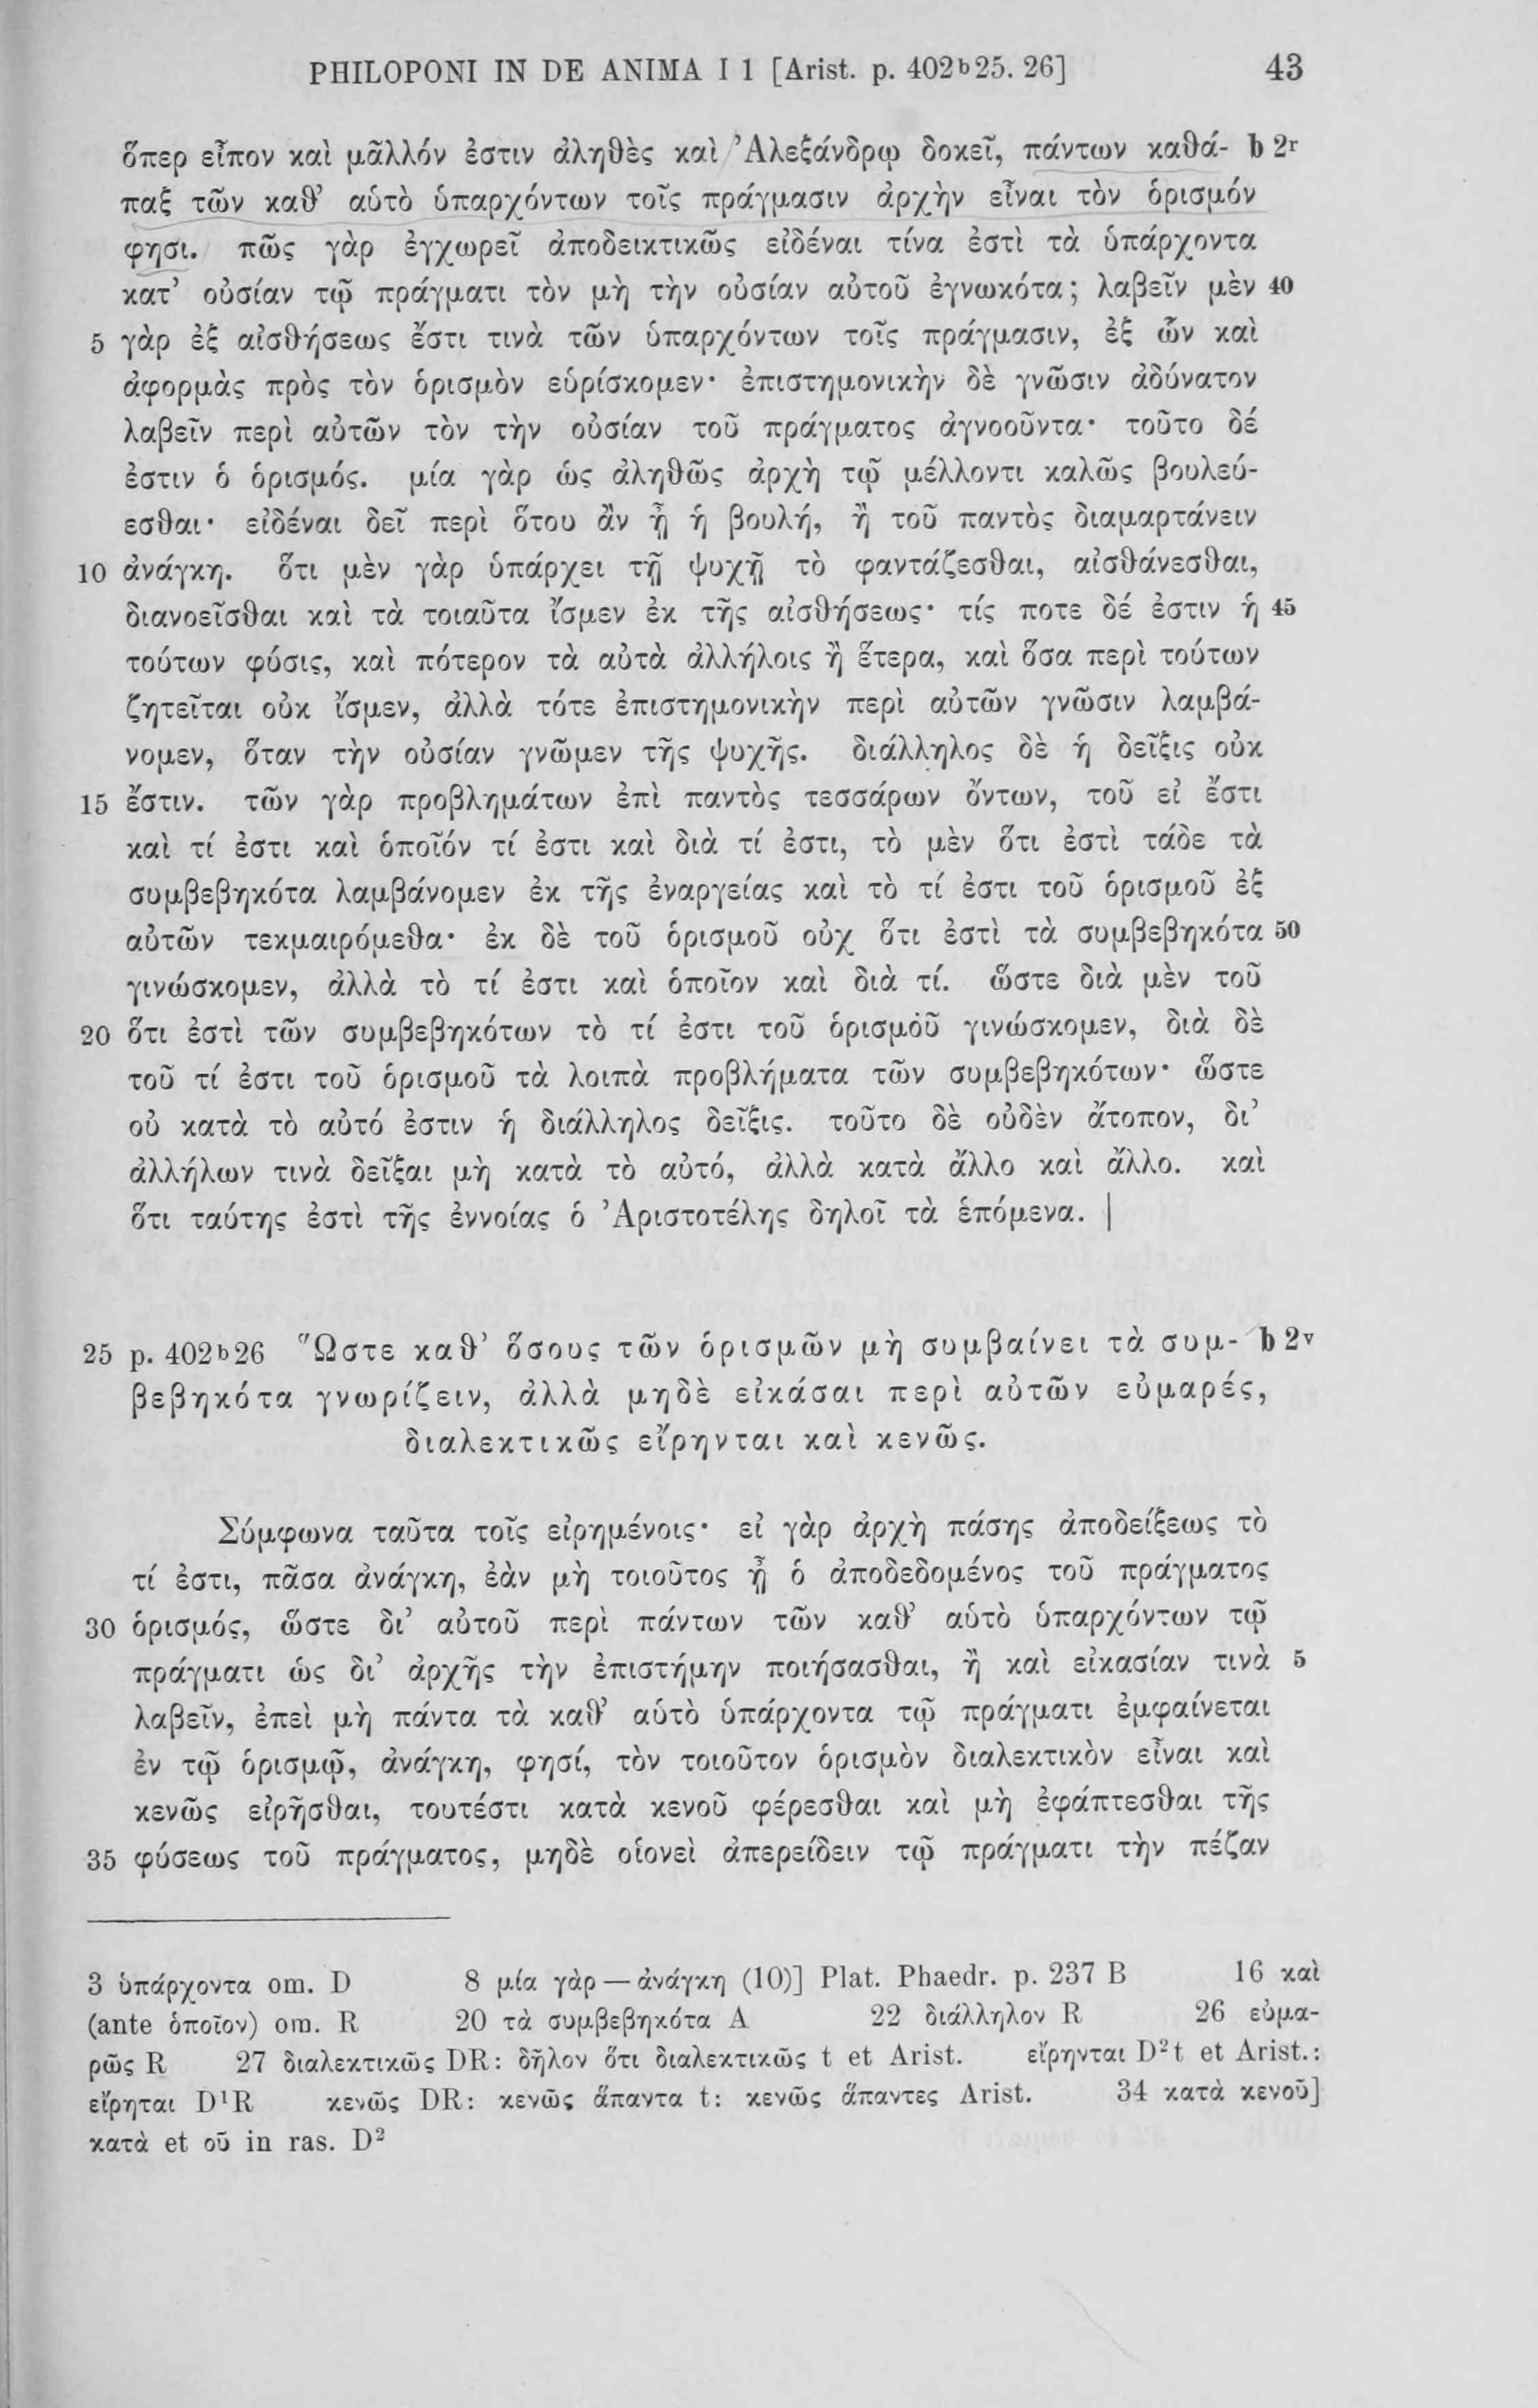 PHILOPONI IN DE ANIMA I 1 [Arist. p. 402ᵇ25. 26] 43
ὅπερ εἶπον καὶ μᾶλλόν ἐστιν ἀληθὲς καὶ Ἀλεξάνδρῳ δοκεῖ, πάντων καθά- b 2ʳ
παξ τῶν καθ’ αὑτὸ ὑπαρχόντων τοῖς πράγμασιν ἀρχὴν εἶναι τὸν ὁρισμόν
φησι. πῶς γὰρ ἐγχωρεῖ ἀποδεικτικῶς εἰδέναι τίνα ἐστὶ τὰ ὑπάρχοντα
κατ’ οὐσίαν τῷ πράγματι τὸν μὴ τὴν οὐσίαν αὐτοῦ ἐγνωκότα; λαβεῖν μὲν 40
5 γὰρ ἐξ αἰσθήσεως ἔστι τινὰ τῶν ὑπαρχόντων τοῖς πράγμασιν, ἐξ ὧν καὶ
ἀφορμὰς πρὸς τὸν ὁρισμὸν εὑρίσκομεν· ἐπιστημονικὴν δὲ γνῶσιν ἀδύνατον
λαβεῖν περὶ αὐτῶν τὸν τὴν οὐσίαν τοῦ πράγματος ἀγνοοῦντα· τοῦτο δέ
ἐστιν ὁ ὁρισμός. μία γὰρ ὡς ἀληθῶς ἀρχὴ τῷ μέλλοντι καλῶς βουλεύ-
εσθαι· εἰδέναι δεῖ περὶ ὅτου ἂν ᾖ ἡ βουλή, ἢ τοῦ παντὸς διαμαρτάνειν
10 ἀνάγκη. ὅτι μὲν γὰρ ὑπάρχει τῇ ψυχῇ τὸ φαντάζεσθαι, αἰσθάνεσθαι,
διανοεῖσθαι καὶ τὰ τοιαῦτα ἴσμεν ἐκ τῆς αἰσθήσεως· τίς ποτε δέ ἐστιν ἡ 45
τούτων φύσις, καὶ πότερον τὰ αὐτὰ ἀλλήλοις ἢ ἕτερα, καὶ ὅσα περὶ τούτων
ζητεῖται οὐκ ἴσμεν, ἀλλὰ τότε ἐπιστημονικὴν περὶ αὐτῶν γνῶσιν λαμβά-
νομεν, ὅταν τὴν οὐσίαν γνῶμεν τῆς ψυχῆς. διάλληλος δὲ ἡ δεῖξις οὐκ
15 ἔστιν. τῶν γὰρ προβλημάτων ἐπὶ παντὸς τεσσάρων ὄντων, τοῦ εἰ ἔστι
καὶ τί ἐστι καὶ ὁποῖόν τί ἐστι καὶ διὰ τί ἐστι, τὸ μὲν ὅτι ἐστὶ τάδε τὰ
συμβεβηκότα λαμβάνομεν ἐκ τῆς ἐναργείας καὶ τὸ τί ἐστι τοῦ ὁρισμοῦ ἐξ
αὐτῶν τεκμαιρόμεθα· ἐκ δὲ τοῦ ὁρισμοῦ οὐχ ὅτι ἐστὶ τὰ συμβεβηκότα 50
γινώσκομεν, ἀλλὰ τὸ τί ἐστι καὶ ὁποῖον καὶ διὰ τί. ὥστε διὰ μὲν τοῦ
20 ὅτι ἐστὶ τῶν συμβεβηκότων τὸ τί ἐστι τοῦ ὁρισμοῦ γινώσκομεν, διὰ δὲ
τοῦ τί ἐστι τοῦ ὁρισμοῦ τὰ λοιπὰ προβλήματα τῶν συμβεβηκότων· ὥστε
οὐ κατὰ τὸ αὐτό ἐστιν ἡ διάλληλος δεῖξις. τοῦτο δὲ οὐδὲν ἄτοπον, δι’
ἀλλήλων τινὰ δεῖξαι μὴ κατὰ τὸ αὐτό, ἀλλὰ κατὰ ἄλλο καὶ ἄλλο. καὶ
ὅτι ταύτης ἐστὶ τῆς ἐννοίας ὁ Ἀριστοτέλης δηλοῖ τὰ ἑπόμενα. |
25 p. 402ᵇ26 Ὥστε καθ’ ὅσους τῶν ὁρισμῶν μὴ συμβαίνει τὰ συμ- b 2ᵛ
βεβηκότα γνωρίζειν, ἀλλὰ μηδὲ εἰκάσαι περὶ αὐτῶν εὐμαρές,
διαλεκτικῶς εἴρηνται καὶ κενῶς.
Σύμφωνα ταῦτα τοῖς εἰρημένοις· εἰ γὰρ ἀρχὴ πάσης ἀποδείξεως τὸ
τί ἐστι, πᾶσα ἀνάγκη, ἐὰν μὴ τοιοῦτος ᾖ ὁ ἀποδεδομένος τοῦ πράγματος
30 ὁρισμός, ὥστε δι’ αὐτοῦ περὶ πάντων τῶν καθ’ αὑτὸ ὑπαρχόντων τῷ
πράγματι ὡς δι’ ἀρχῆς τὴν ἐπιστήμην ποιήσασθαι, ἢ καὶ εἰκασίαν τινὰ 5
λαβεῖν, ἐπεὶ μὴ πάντα τὰ καθ’ αὑτὸ ὑπάρχοντα τῷ πράγματι ἐμφαίνεται
ἐν τῷ ὁρισμῷ, ἀνάγκη, φησί, τὸν τοιοῦτον ὁρισμὸν διαλεκτικὸν εἶναι καὶ
κενῶς εἰρῆσθαι, τουτέστι κατὰ κενοῦ φέρεσθαι καὶ μὴ ἐφάπτεσθαι τῆς
35 φύσεως τοῦ πράγματος, μηδὲ οἱονεὶ ἀπερείδειν τῷ πράγματι τὴν πέζαν
3 ὑπάρχοντα om. D 8 μία γὰρ — ἀνάγκη (10)] Plat. Phaedr. p. 237 B 16 καὶ
(ante ὁποῖον) om. R 20 τὰ συμβεβηκότα A 22 διάλληλον R 26 εὐμα-
ρῶς R 27 διαλεκτικῶς DR: δῆλον ὅτι διαλεκτικῶς t et Arist. εἴρηνται D²t et Arist.:
εἴρηται D¹R κενῶς DR: κενῶς ἅπαντα t: κενῶς ἅπαντες Arist. 34 κατὰ κενοῦ]
κατὰ et οῦ in ras. D²